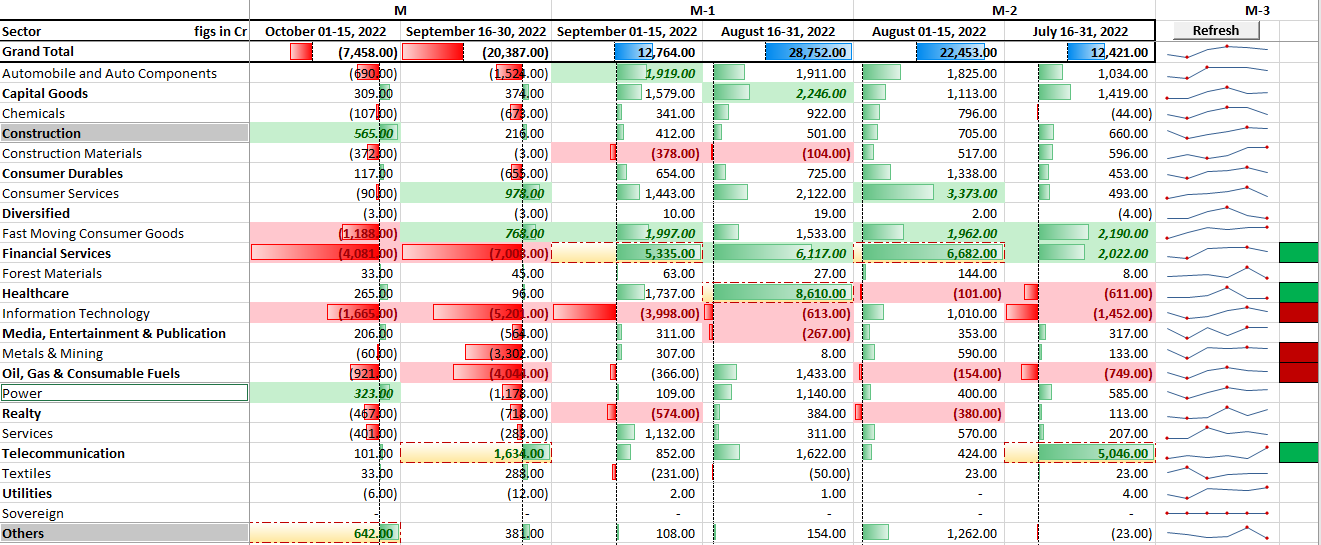 M M-1 M-2 M-3
Sector figs in Cr October 01-15, 2022 September 16-30, 2022 September 01-15, 2022 August 16-31, 2022 August 01-15, 2022 July 16-31, 2022 Refresh
Grand Total (7,458.00) (20,387.00) 12,764.00 28,752.00 22,453.00 12,421.00
Automobile and Auto Components (690.00) (1,524.00) 1,919.00 1,911.00 1,825.00 1,034.00
Capital Goods 309.00 374.00 1,579.00 2,246.00 1,113.00 1,419.00
Chemicals (107.00) (673.00) 341.00 922.00 796.00 (44.00)
Construction 565.00 216.00 412.00 501.00 705.00 660.00
Construction Materials (372.00) (3.00) (378.00) (104.00) 517.00 596.00
Consumer Durables 117.00 (655.00) 654.00 725.00 1,338.00 453.00
Consumer Services (90.00) 978.00 1,443.00 2,122.00 3,373.00 493.00
Diversified (3.00) (3.00) 10.00 19.00 2.00 (4.00)
Fast Moving Consumer Goods (1,188.00) 768.00 1,997.00 1,533.00 1,962.00 2,190.00
Financial Services (4,081.00) (7,008.00) 5,335.00 6,117.00 6,682.00 2,022.00
Forest Materials 33.00 45.00 63.00 27.00 144.00 8.00
Healthcare 265.00 96.00 1,737.00 8,610.00 (101.00) (611.00)
Information Technology (1,665.00) (5,201.00) (3,998.00) (613.00) 1,010.00 (1,452.00)
Media, Entertainment & Publication 206.00 (564.00) 311.00 (267.00) 353.00 317.00
Metals & Mining (60.00) (3,302.00) 307.00 8.00 590.00 133.00
Oil, Gas & Consumable Fuels (921.00) (4,044.00) (366.00) 1,433.00 (154.00) (749.00)
Power 323.00 (1,178.00) 109.00 1,140.00 400.00 585.00
Realty (467.00) (718.00) (574.00) 384.00 (380.00) 113.00
Services (401.00) (283.00) 1,132.00 311.00 570.00 207.00
Telecommunication 101.00 1,634.00 852.00 1,622.00 424.00 5,046.00
Textiles 33.00 288.00 (231.00) (50.00) 23.00 23.00
Utilities (6.00) (12.00) 2.00 1.00 - 4.00
Sovereign - - - - - -
Others 642.00 381.00 108.00 154.00 1,262.00 (23.00)